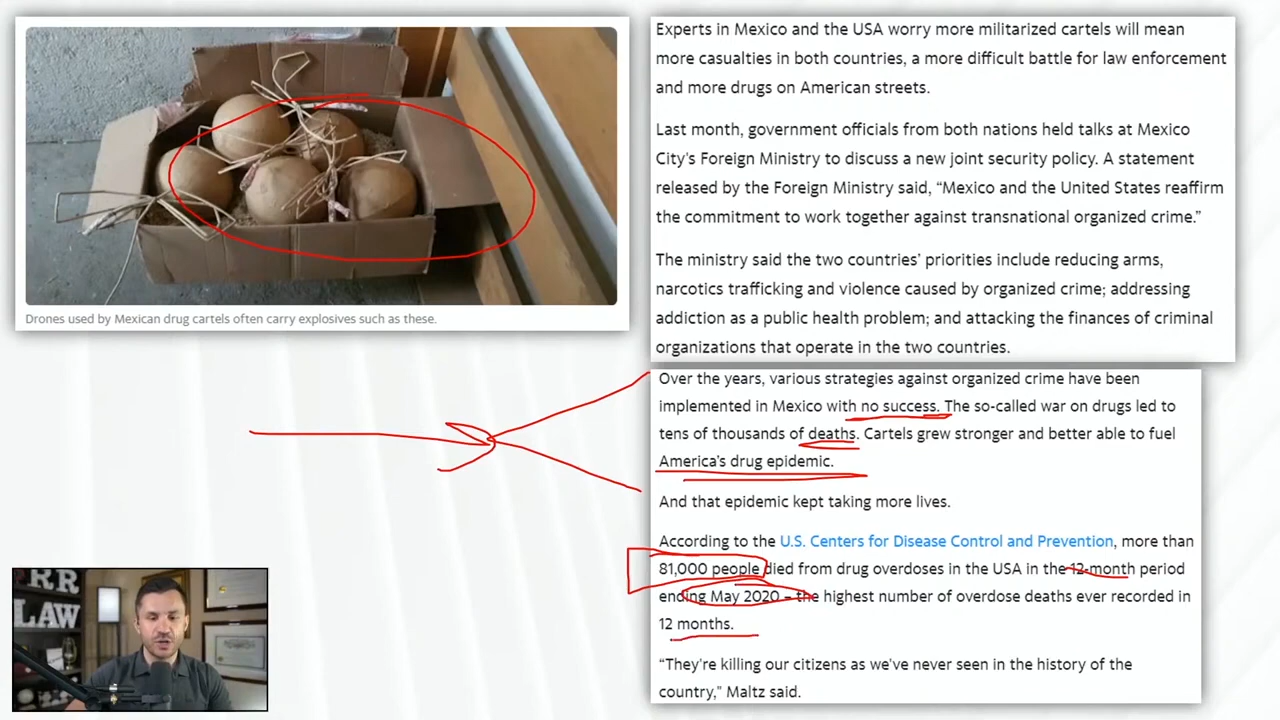 Experts in Mexico and the USA worry more militarized cartels will mean
more casualties in both countries, a more difficult battle for law enforcement
and more drugs on American streets.
Last month, government officials from both nations held talks at Mexico
City's Foreign Ministry to discuss a new joint security policy. A statement
released by the Foreign Ministry said, “Mexico and the United States reaffirm
the commitment to work together against transnational organized crime.”
The ministry said the two countries' priorities include reducing arms,
narcotics trafficking and violence caused by organized crime; addressing
addiction as a public health problem; and attacking the finances of criminal
organizations that operate in the two countries.
Drones used by Mexican drug cartels often carry explosives such as these.
Over the years, various strategies against organized crime have been
implemented in Mexico with no success. The so-called war on drugs led to
tens of thousands of deaths. Cartels grew stronger and better able to fuel
America's drug epidemic.
And that epidemic kept taking more lives.
According to the U.S. Centers for Disease Control and Prevention, more than
81,000 people died from drug overdoses in the USA in the 12-month period
ending May 2020 – the highest number of overdose deaths ever recorded in
12 months.
“They're killing our citizens as we've never seen in the history of the
country,” Maltz said.
RR
LAW